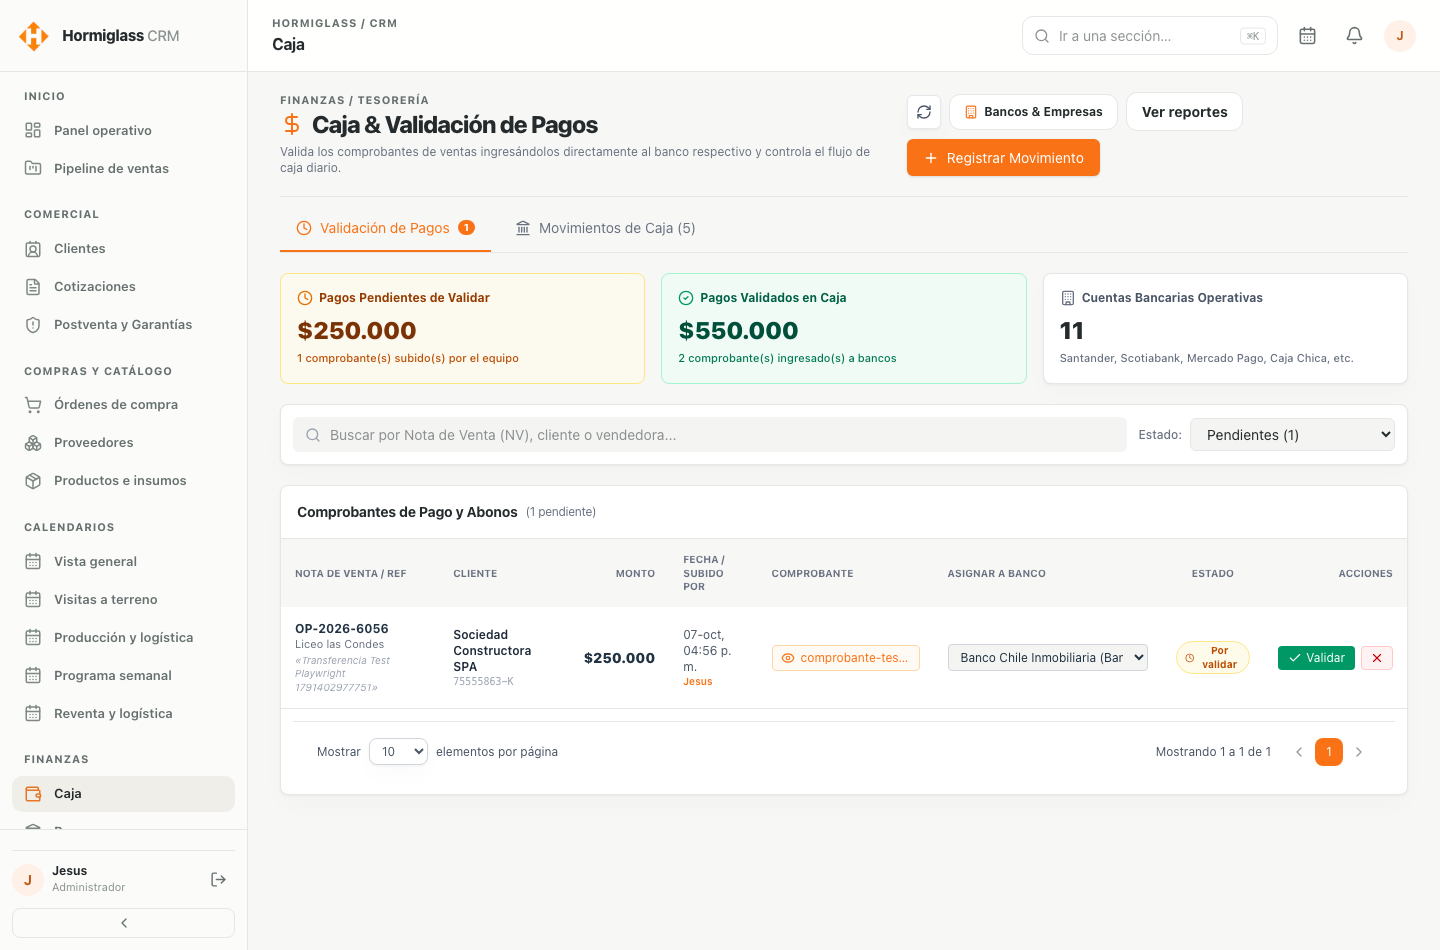 Hormiglass CRM
INICIO
Panel operativo
Pipeline de ventas
COMERCIAL
Clientes
Cotizaciones
Postventa y Garantías
COMPRAS Y CATÁLOGO
Órdenes de compra
Proveedores
Productos e insumos
CALENDARIOS
Vista general
Visitas a terreno
Producción y logística
Programa semanal
Reventa y logística
FINANZAS
Caja
J
Jesus
Administrador
HORMIGLASS / CRM
Caja
Ir a una sección...
⌘K
J
FINANZAS / TESORERÍA
Caja & Validación de Pagos
Valida los comprobantes de ventas ingresándolos directamente al banco respectivo y controla el flujo de
caja diario.
Bancos & Empresas
Ver reportes
Registrar Movimiento
Validación de Pagos 1
Movimientos de Caja (5)
Pagos Pendientes de Validar
$250.000
1 comprobante(s) subido(s) por el equipo
Pagos Validados en Caja
$550.000
2 comprobante(s) ingresado(s) a bancos
Cuentas Bancarias Operativas
11
Santander, Scotiabank, Mercado Pago, Caja Chica, etc.
Buscar por Nota de Venta (NV), cliente o vendedora...
Estado:
Pendientes (1)
Comprobantes de Pago y Abonos (1 pendiente)
NOTA DE VENTA / REF
CLIENTE
MONTO
FECHA /
SUBIDO
POR
COMPROBANTE
ASIGNAR A BANCO
ESTADO
ACCIONES
OP-2026-6056
Liceo las Condes
«Transferencia Test
Playwright
1791402977751»
Sociedad
Constructora
SPA
75555863-K
$250.000
07-oct,
04:56 p.
m.
Jesus
comprobante-tes...
Banco Chile Inmobiliaria (Bar
Por
validar
Validar
Mostrar
10
elementos por página
Mostrando 1 a 1 de 1
1